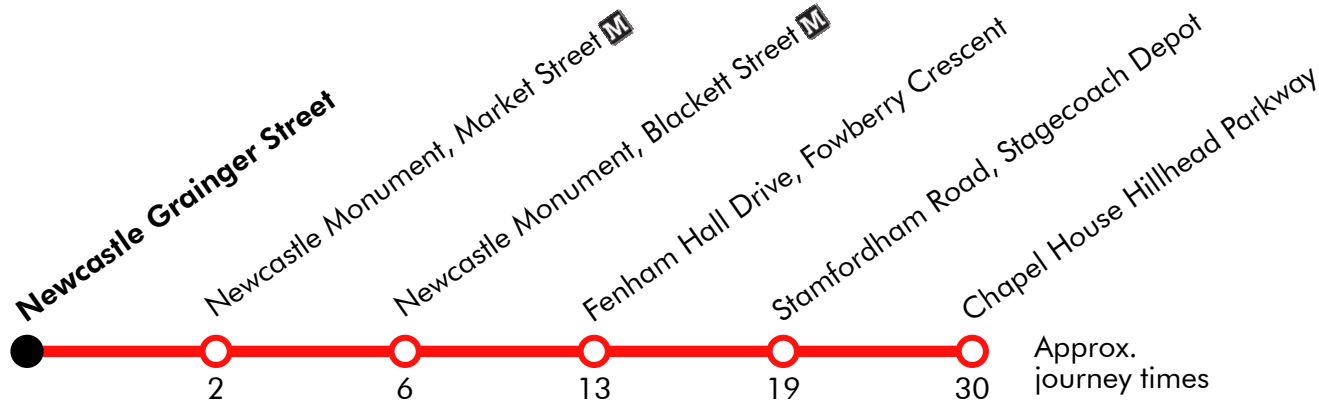 Newcastle Grainger Street
Newcastle Monument, Market Street M
Newcastle Monument, Blackett Street M
Fenham Hall Drive, Fowberry Crescent
Stamfordham Road, Stagecoach Depot
Chapel House Hillhead Parkway
2
6
13
19
30
Approx.
journey times